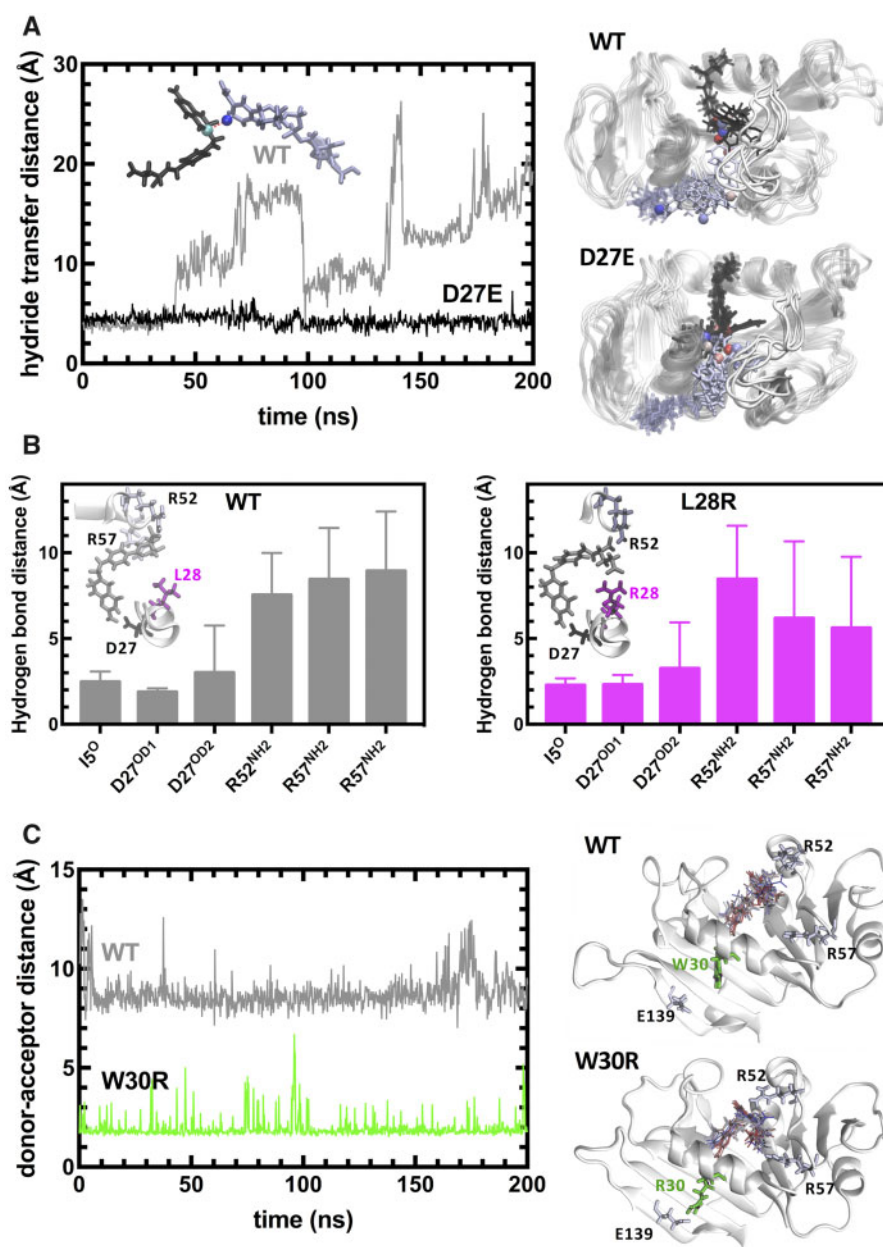 A
hydride transfer distance (Å)
30
20
10
0
WT
D27E
0
50
100
150
200
time (ns)
WT
D27E
B
Hydrogen bond distance (Å)
10
5
0
WT
R52
R57
L28
D27
I5O
D27OD1
D27OD2
R52NH2
R57NH2
R57NH2
Hydrogen bond distance (Å)
10
5
0
L28R
R52
R28
D27
I5O
D27OD1
D27OD2
R52NH2
R57NH2
R57NH2
C
donor-acceptor distance (Å)
15
10
5
0
WT
W30R
0
50
100
150
200
time (ns)
WT
R52
W30
R57
E139
W30R
R52
R30
R57
E139